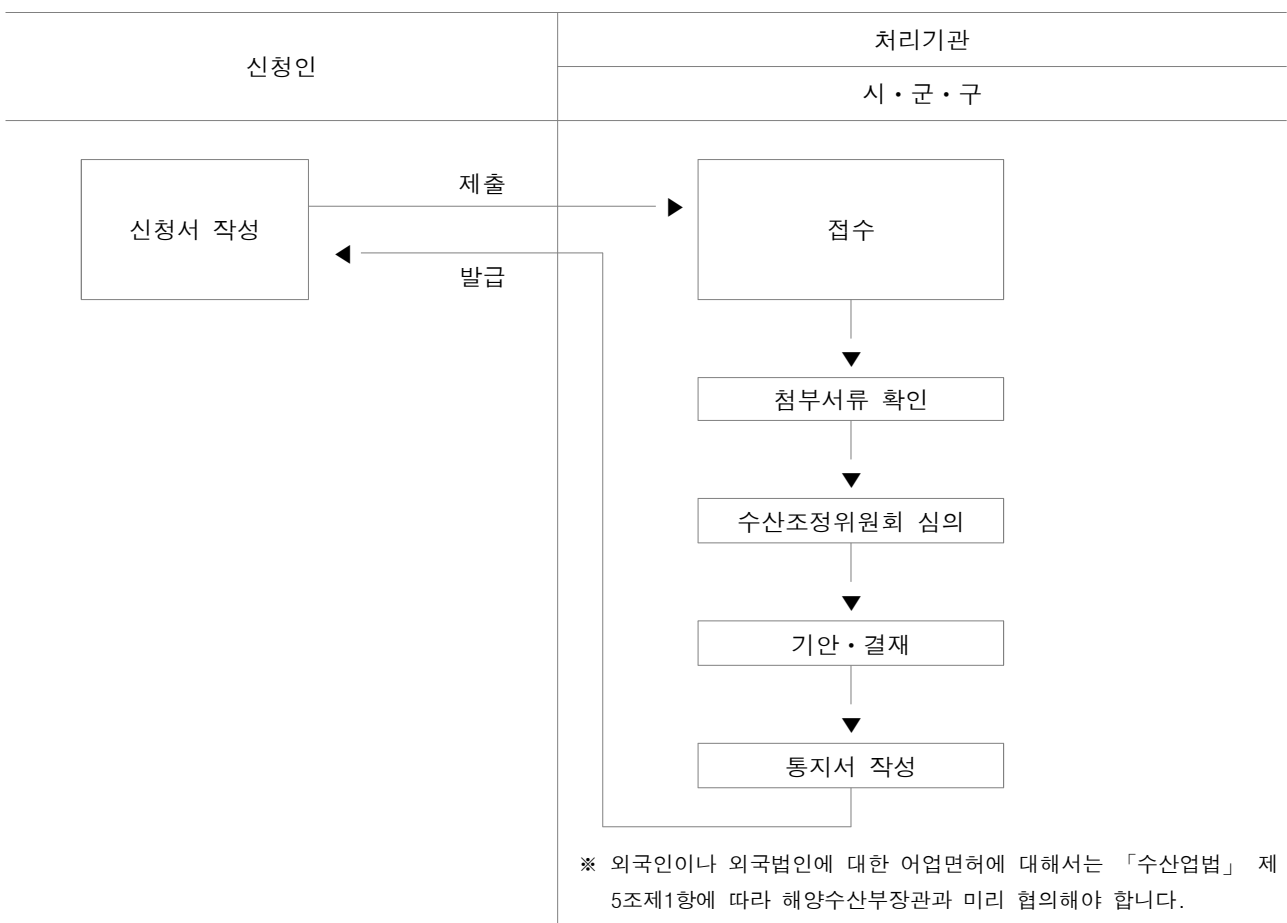 신청인
처리기관
시·군·구
신청서 작성
제출
접수
발급
첨부서류 확인
수산조정위원회 심의
기안·결재
통지서 작성
※ 외국인이나 외국법인에 대한 어업면허에 대해서는 「수산업법」 제
5조제1항에 따라 해양수산부장관과 미리 협의해야 합니다.